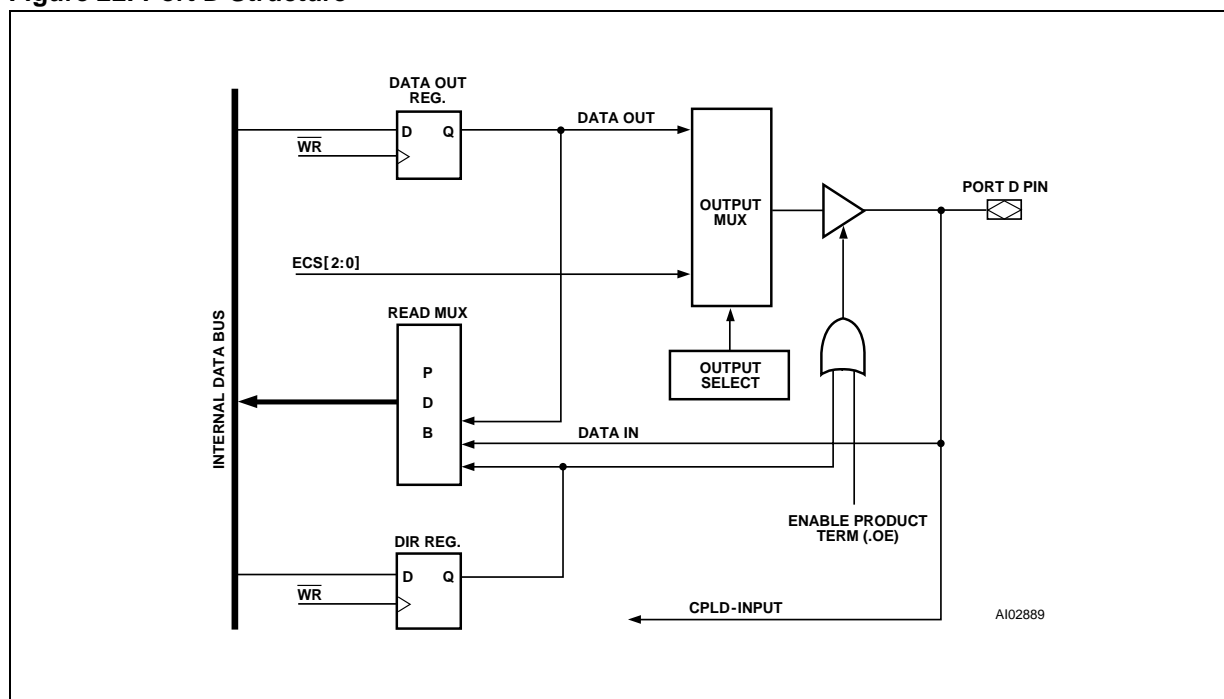 Figure 22. Port D Structure
DATA OUT
REG.
DATA OUT
D Q
WR
PORT D PIN
OUTPUT
MUX
ECS[2:0]
READ MUX
P
D
B
OUTPUT
SELECT
INTERNAL DATA BUS
DATA IN
ENABLE PRODUCT
TERM (.OE)
DIR REG.
D Q
WR
CPLD-INPUT
AI02889